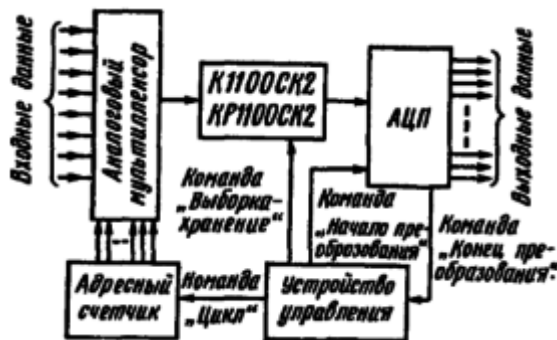 Входные данные
Аналоговый
мультиплексор
К1100СК2
КР1100СК2
АЦП
Выходные данные
Команда
„Выборка-
хранение“
Команда
„Начало пре-
образования“
Команда
„Конец пре-
образования“
Адресный
счетчик
Команда
„Цикл“
Устройство
управления